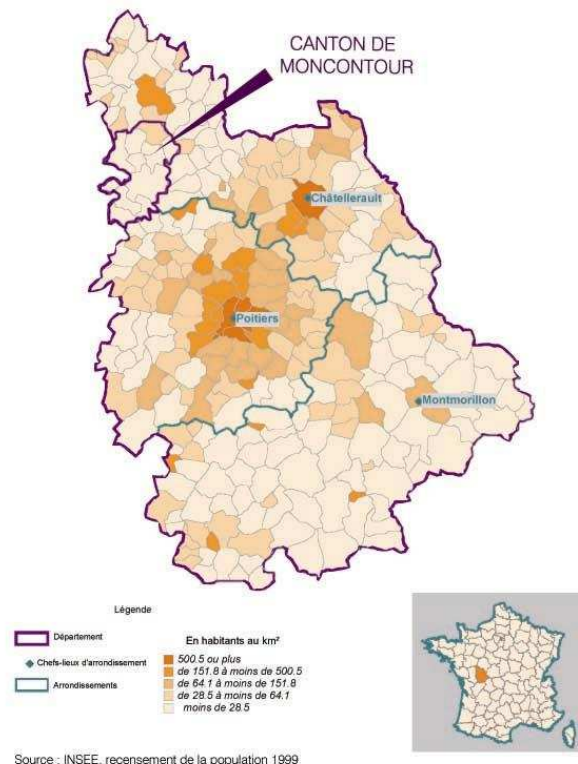 CANTON DE
MONCONTOUR
Châtellerault
Poitiers
Montmorillon
Légende
Département
Chefs-lieux d'arrondissement
Arrondissements
En habitants au km²
500.5 ou plus
de 151.8 à moins de 500.5
de 64.1 à moins de 151.8
de 28.5 à moins de 64.1
moins de 28.5
Source : INSEE, recensement de la population 1999